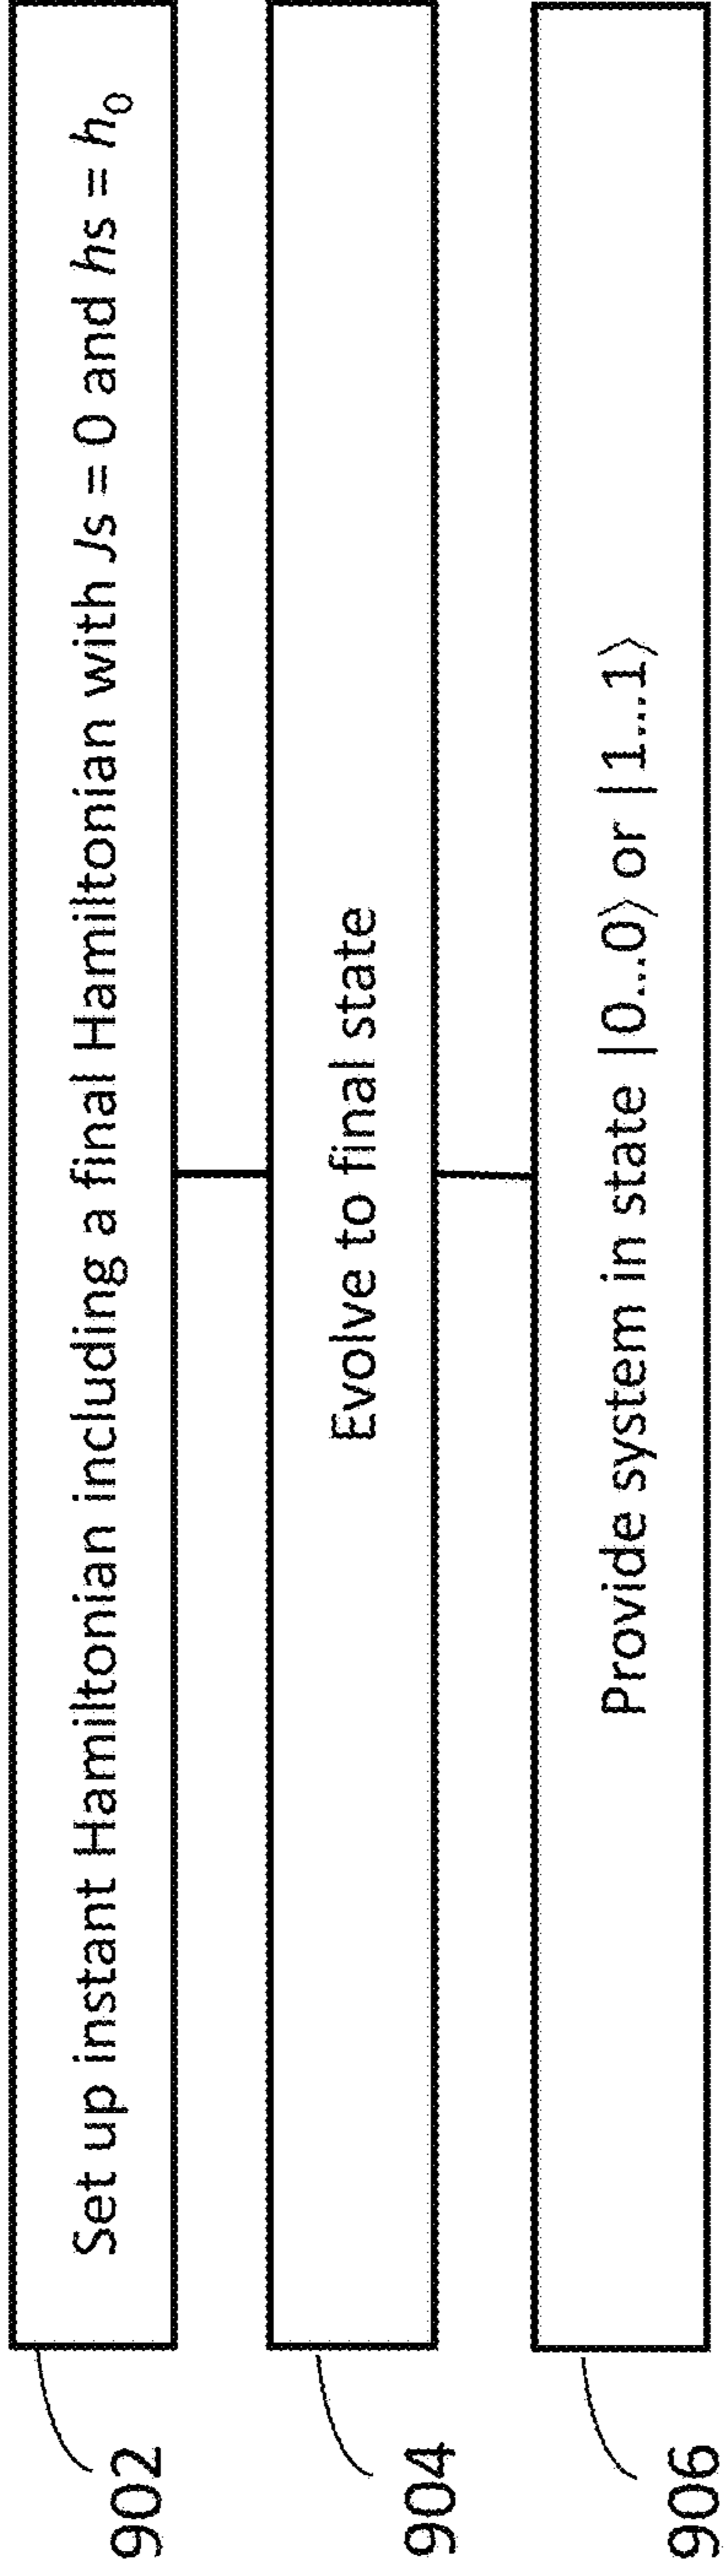 902
Set up instant Hamiltonian including a final Hamiltonian with Js = 0 and hs = h₀
904
Evolve to final state
906
Provide system in state |0...0⟩ or |1...1⟩